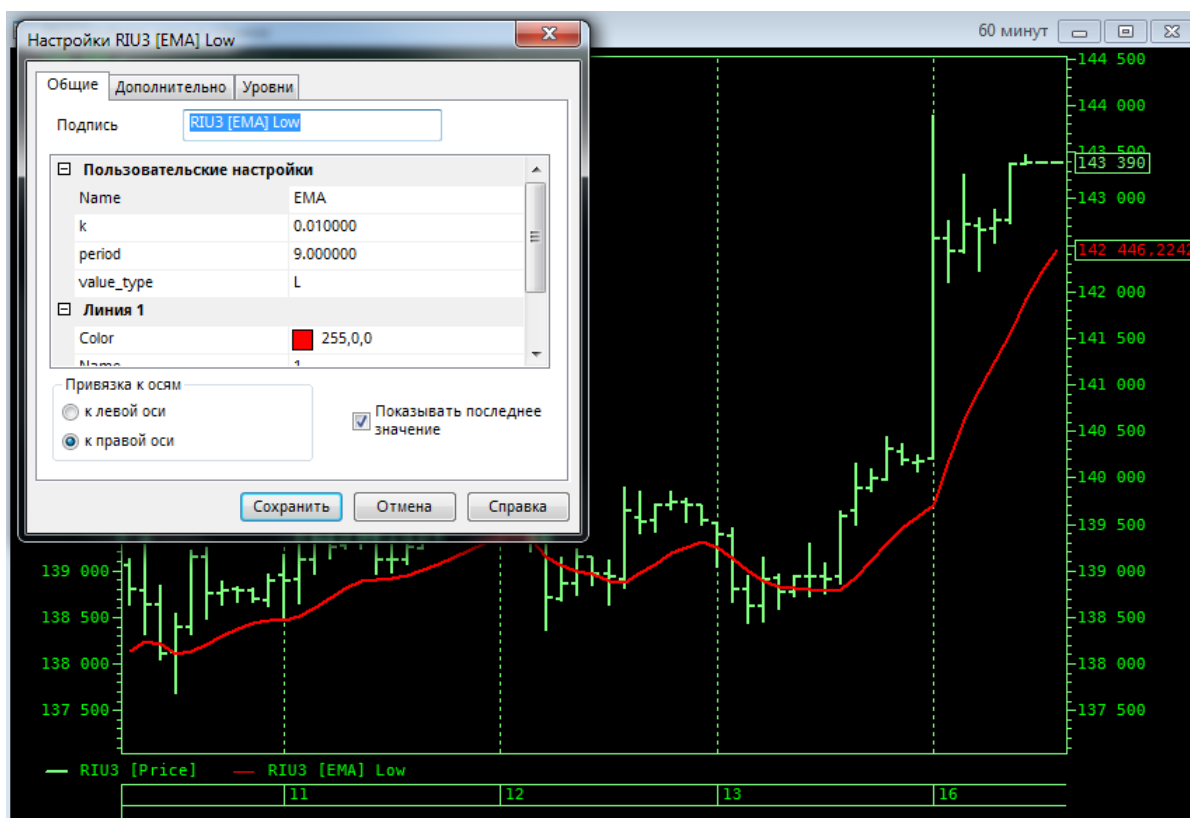 60 минут
Настройки RIU3 [EMA] Low
Общие Дополнительно Уровни
Подпись RIU3 [EMA] Low
Пользовательские настройки
Name EMA
k 0.010000
period 9.000000
value_type L
Линия 1
Color 255,0,0
Name 1
Привязка к осям
к левой оси
к правой оси
Показывать последнее
значение
Сохранить Отмена Справка
144 500
144 000
143 500
143 390
143 000
142 446,2242
142 000
141 500
141 000
140 500
140 000
139 500
139 000 139 000
138 500 138 500
138 000 138 000
137 500 137 500
RIU3 [Price] RIU3 [EMA] Low
11 12 13 16